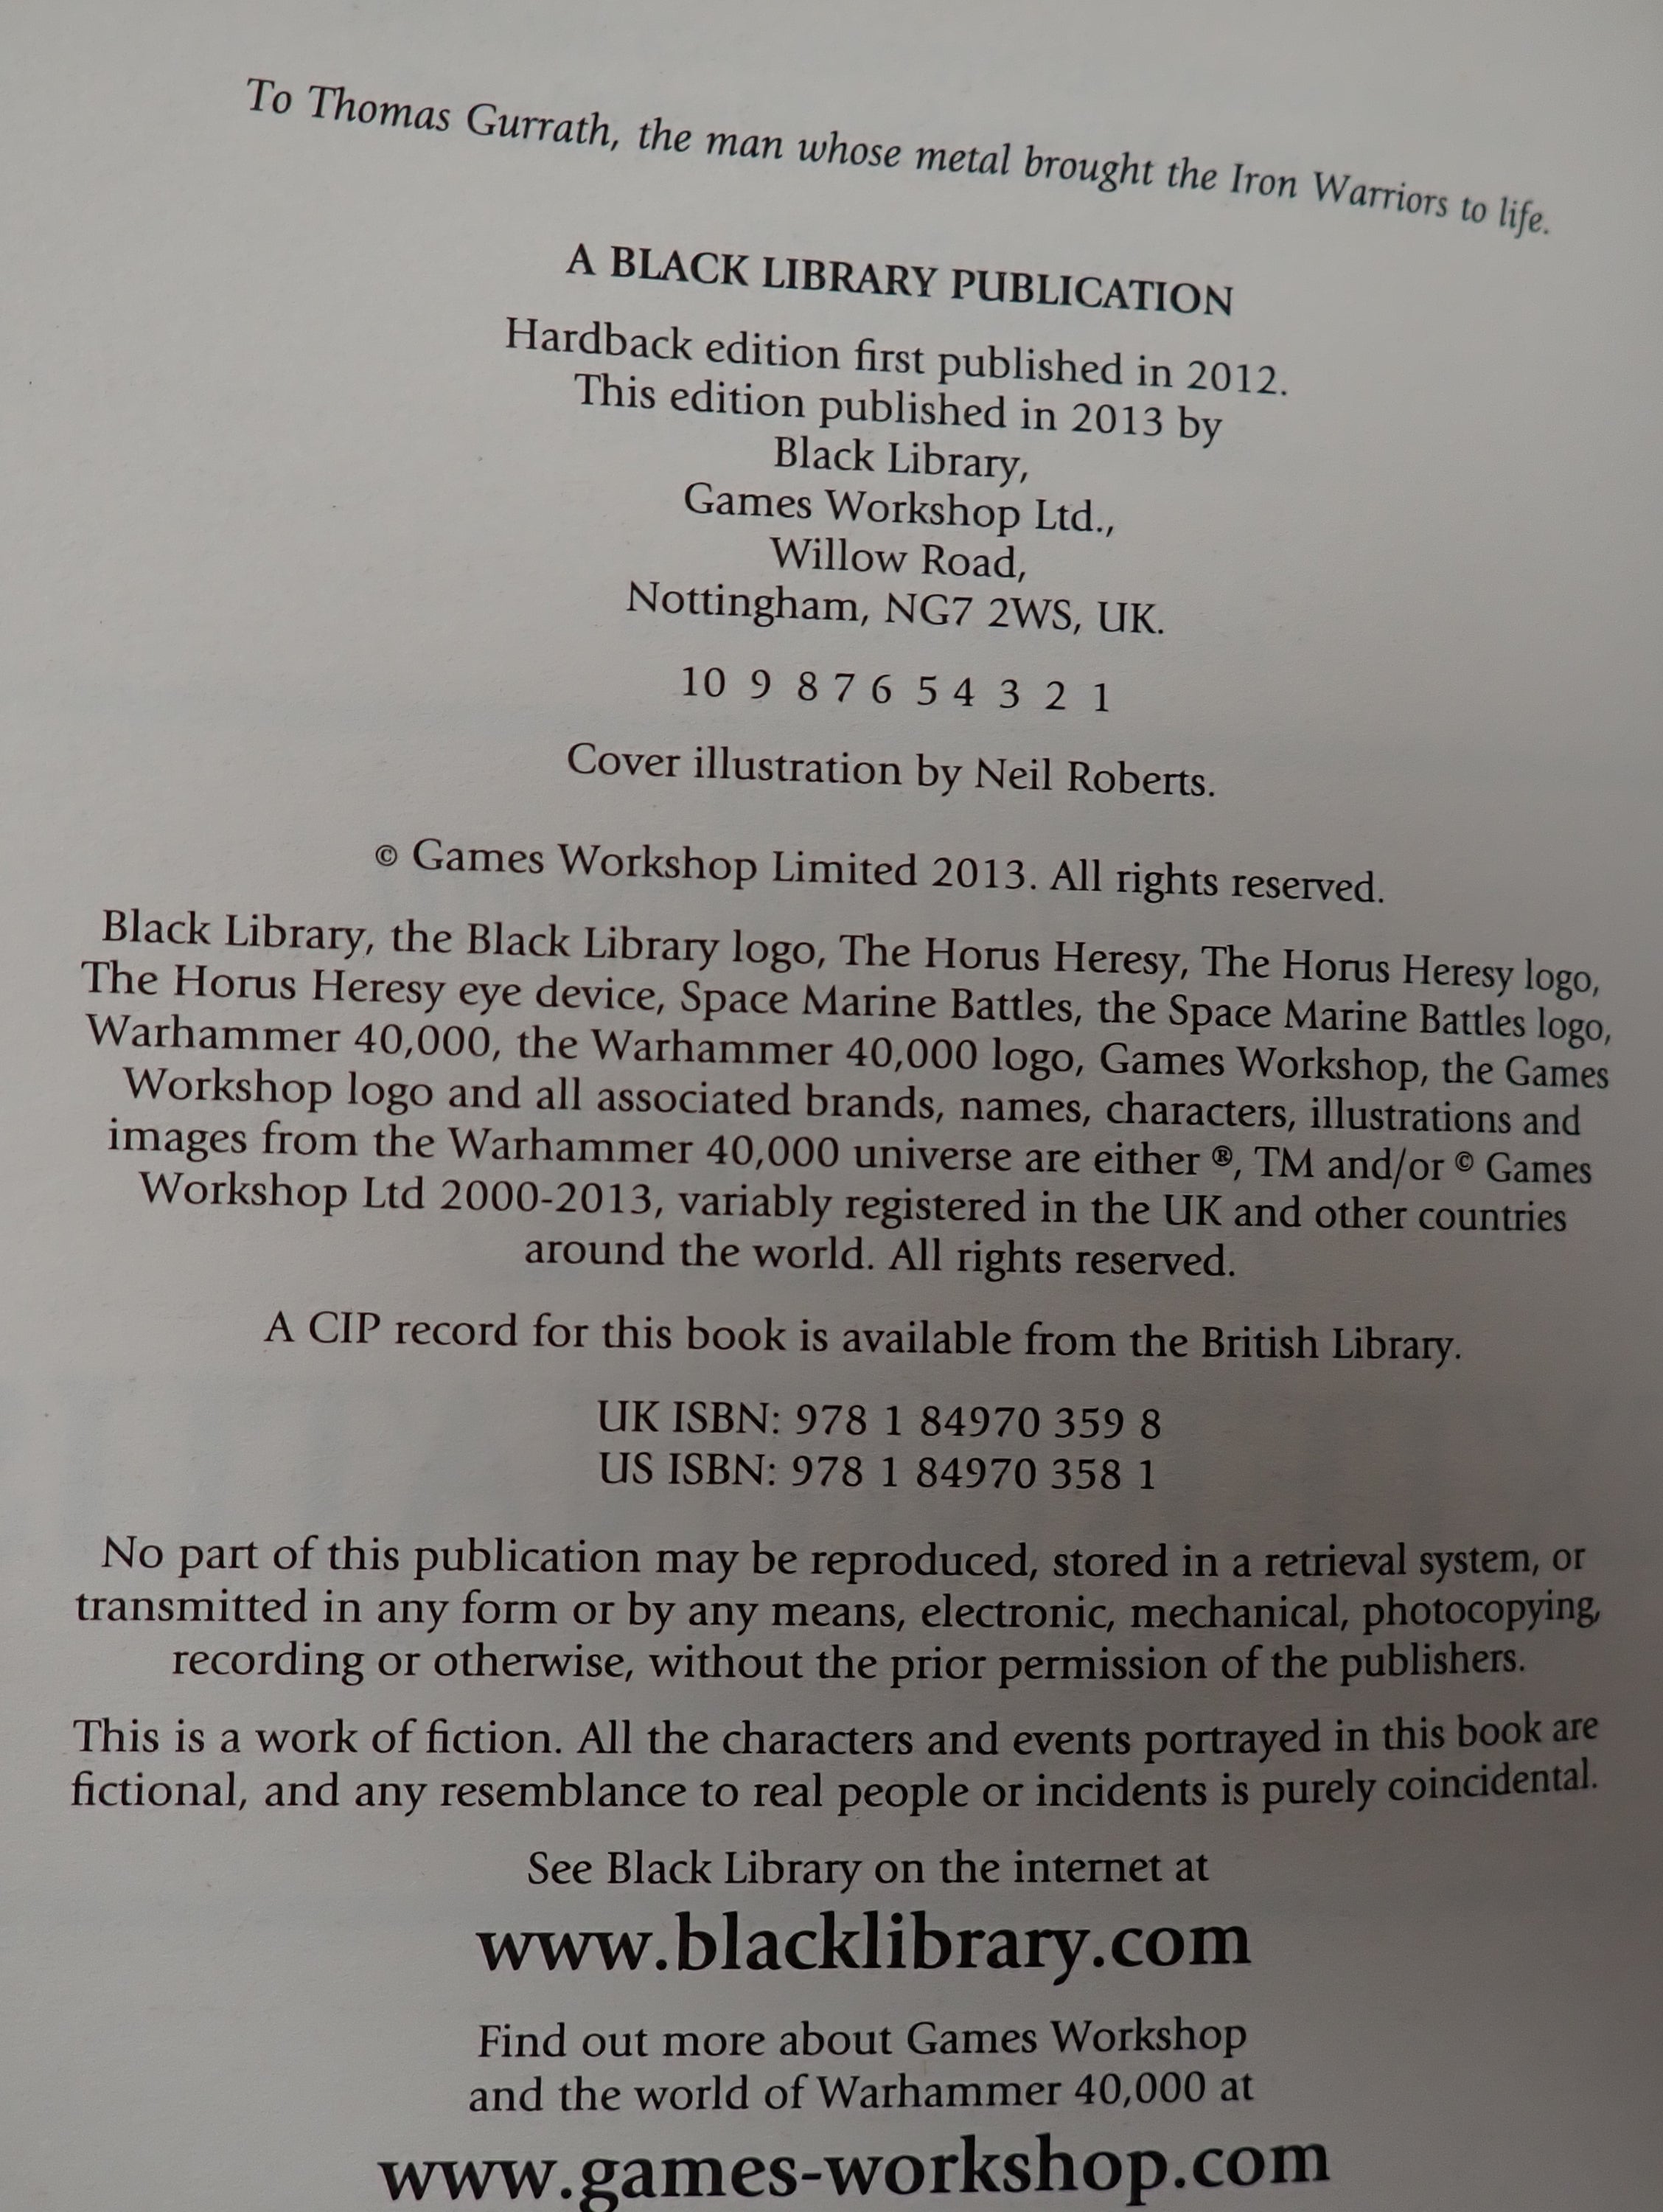 To Thomas Gurrath, the man whose metal brought the Iron Warriors to life.
A BLACK LIBRARY PUBLICATION
Hardback edition first published in 2012.
This edition published in 2013 by
Black Library,
Games Workshop Ltd.,
Willow Road,
Nottingham, NG7 2WS, UK.
10 9 8 7 6 5 4 3 2 1
Cover illustration by Neil Roberts.
© Games Workshop Limited 2013. All rights reserved.
Black Library, the Black Library logo, The Horus Heresy, The Horus Heresy logo,
The Horus Heresy eye device, Space Marine Battles, the Space Marine Battles logo,
Warhammer 40,000, the Warhammer 40,000 logo, Games Workshop, the Games
Workshop logo and all associated brands, names, characters, illustrations and
images from the Warhammer 40,000 universe are either ®, TM and/or © Games
Workshop Ltd 2000-2013, variably registered in the UK and other countries
around the world. All rights reserved.
A CIP record for this book is available from the British Library.
UK ISBN: 978 1 84970 359 8
US ISBN: 978 1 84970 358 1
No part of this publication may be reproduced, stored in a retrieval system, or
transmitted in any form or by any means, electronic, mechanical, photocopying,
recording or otherwise, without the prior permission of the publishers.
This is a work of fiction. All the characters and events portrayed in this book are
fictional, and any resemblance to real people or incidents is purely coincidental.
See Black Library on the internet at
www.blacklibrary.com
Find out more about Games Workshop
and the world of Warhammer 40,000 at
www.games-workshop.com